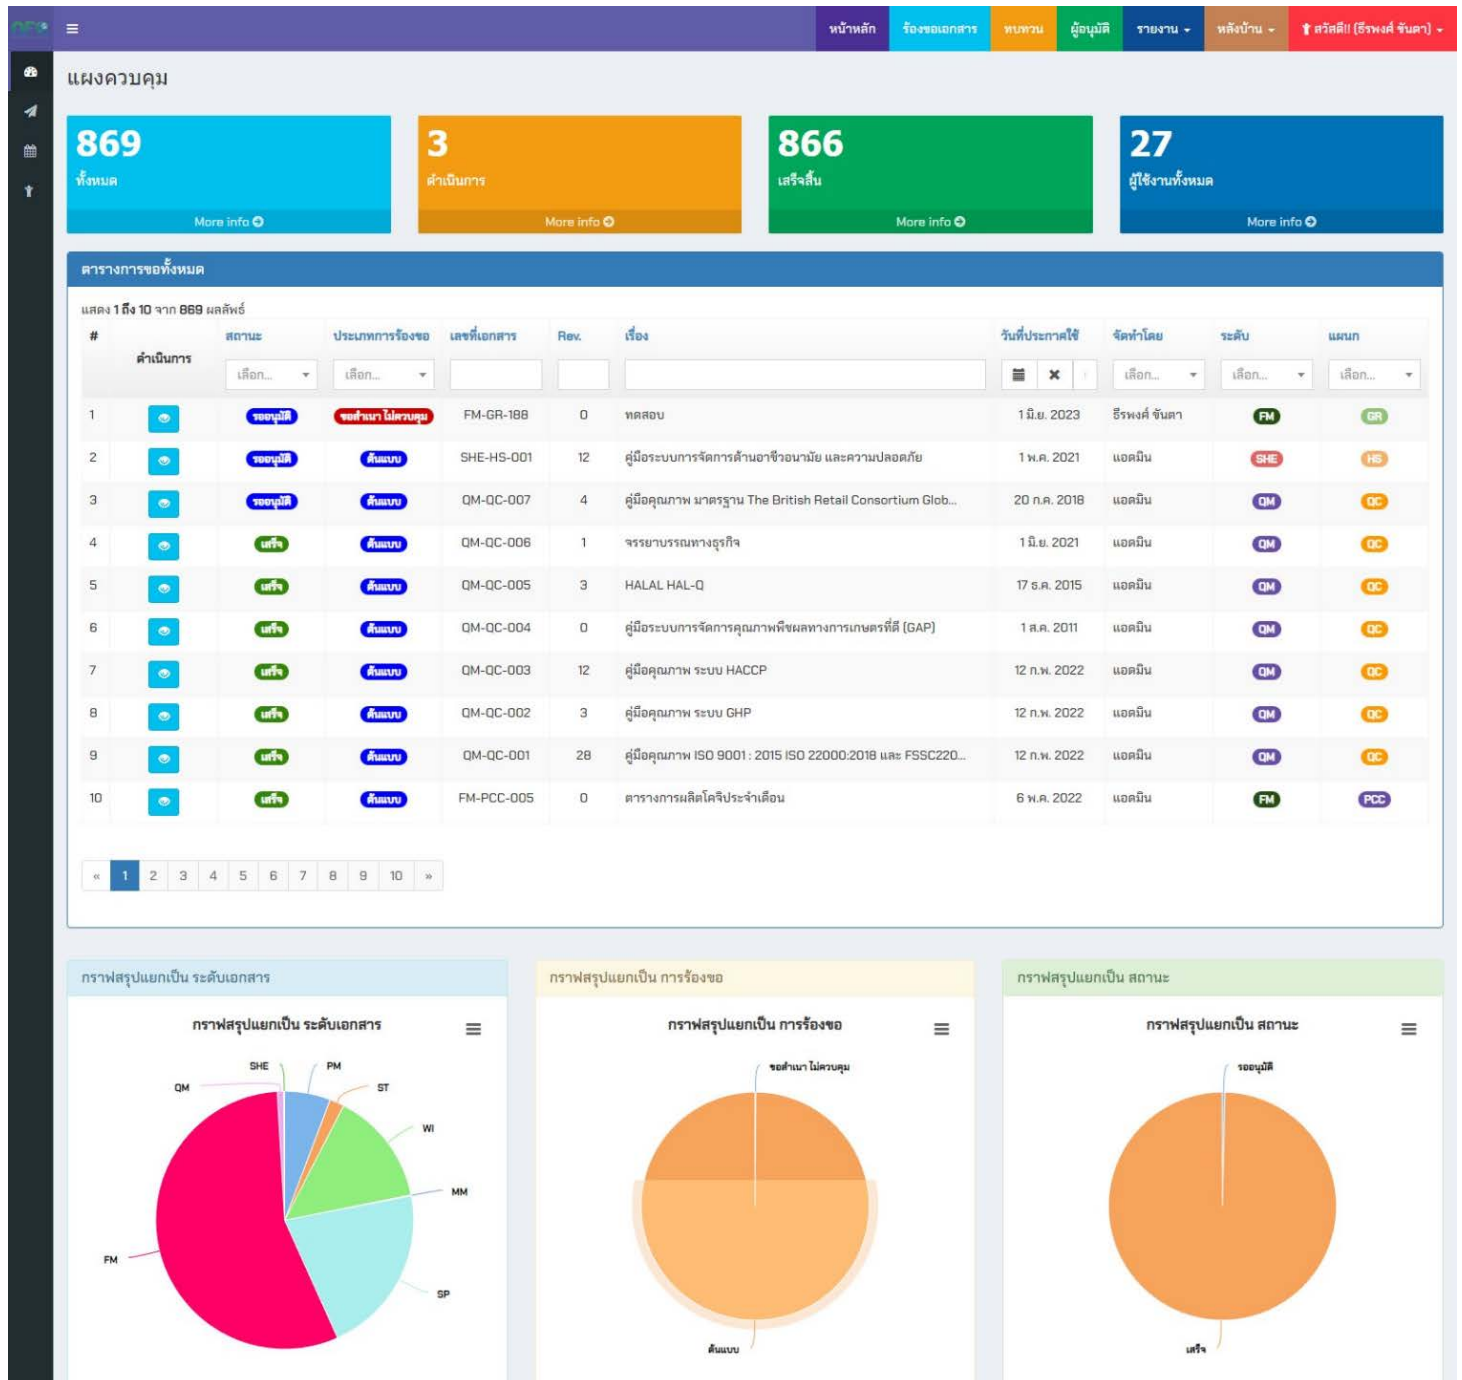 หน้าหลัก ร้องขอเอกสาร ทบทวน ผู้อนุมัติ รายงาน หลังบ้าน สวัสดี!! (ธีรพงศ์ ขันตา)
แผงควบคุม
869 3 866 27
ทั้งหมด ดำเนินการ เสร็จสิ้น ผู้ใช้งานทั้งหมด
More info More info More info More info
ตารางการขอทั้งหมด
แสดง 1 ถึง 10 จาก 869 ผลลัพธ์
# ดำเนินการ สถานะ ประเภทการร้องขอ เลขที่เอกสาร Rev. เรื่อง วันที่ประกาศใช้ จัดทำโดย ระดับ แผนก
เลือก... เลือก... เลือก... เลือก... เลือก...
1 รออนุมัติ ขอสำเนา ไม่ควบคุม FM-GR-188 0 ทดสอบ 1 มิ.ย. 2023 ธีรพงศ์ ขันตา FM GR
2 รออนุมัติ ต้นแบบ SHE-HS-001 12 คู่มือระบบการจัดการด้านอาชีวอนามัย และความปลอดภัย 1 พ.ค. 2021 แอดมิน SHE HS
3 รออนุมัติ ต้นแบบ QM-QC-007 4 คู่มือคุณภาพ มาตรฐาน The British Retail Consortium Glob... 20 ก.ค. 2018 แอดมิน QM QC
4 เสร็จ ต้นแบบ QM-QC-006 1 จรรยาบรรณทางธุรกิจ 1 มิ.ย. 2021 แอดมิน QM QC
5 เสร็จ ต้นแบบ QM-QC-005 3 HALAL HAL-Q 17 ธ.ค. 2015 แอดมิน QM QC
6 เสร็จ ต้นแบบ QM-QC-004 0 คู่มือระบบการจัดการคุณภาพพืชผลทางการเกษตรที่ดี (GAP) 1 ส.ค. 2011 แอดมิน QM QC
7 เสร็จ ต้นแบบ QM-QC-003 12 คู่มือคุณภาพ ระบบ HACCP 12 ก.พ. 2022 แอดมิน QM QC
8 เสร็จ ต้นแบบ QM-QC-002 3 คู่มือคุณภาพ ระบบ GHP 12 ก.พ. 2022 แอดมิน QM QC
9 เสร็จ ต้นแบบ QM-QC-001 28 คู่มือคุณภาพ ISO 9001 : 2015 ISO 22000:2018 และ FSSC220... 12 ก.พ. 2022 แอดมิน QM QC
10 เสร็จ ต้นแบบ FM-PCC-005 0 ตารางการผลิตโคจิประจำเดือน 6 พ.ค. 2022 แอดมิน FM PCC
« 1 2 3 4 5 6 7 8 9 10 »
กราฟสรุปแยกเป็น ระดับเอกสาร กราฟสรุปแยกเป็น การร้องขอ กราฟสรุปแยกเป็น สถานะ
กราฟสรุปแยกเป็น ระดับเอกสาร กราฟสรุปแยกเป็น การร้องขอ กราฟสรุปแยกเป็น สถานะ
SHE PM ขอสำเนา ไม่ควบคุม รออนุมัติ
QM ST
WI
MM
FM
SP
ต้นแบบ เสร็จ